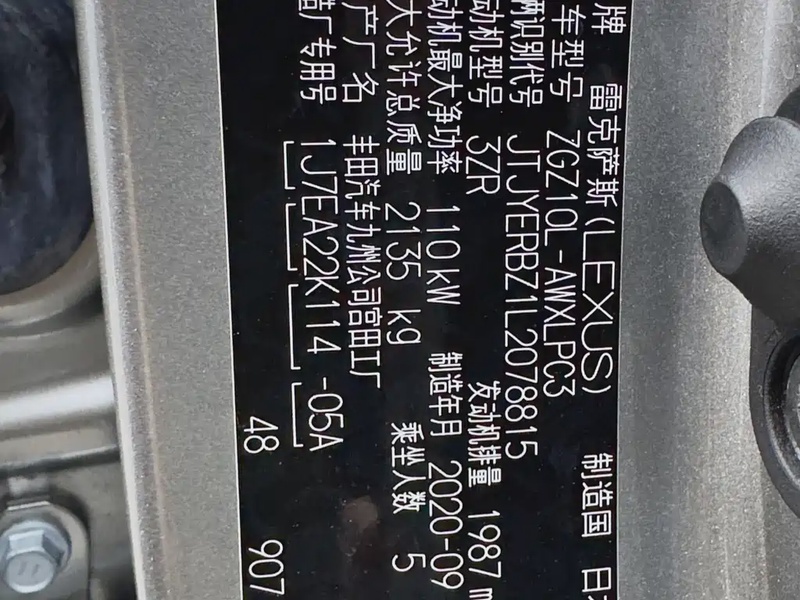 牌 雷克萨斯(LEXUS) 制造国 日
车型号 ZGZ10L-AWXLPC3
识别代号 JTJYERBZ1L2078815
动机型号 3ZR 发动机排量 1987 m
动机最大净功率 110kW 制造年月 2020-09
大允许总质量 2135 kg 乘坐人数 5
产厂名 丰田汽车九州公司宫田工厂
造厂专用号 1J7EA22K114 -05A
48 907